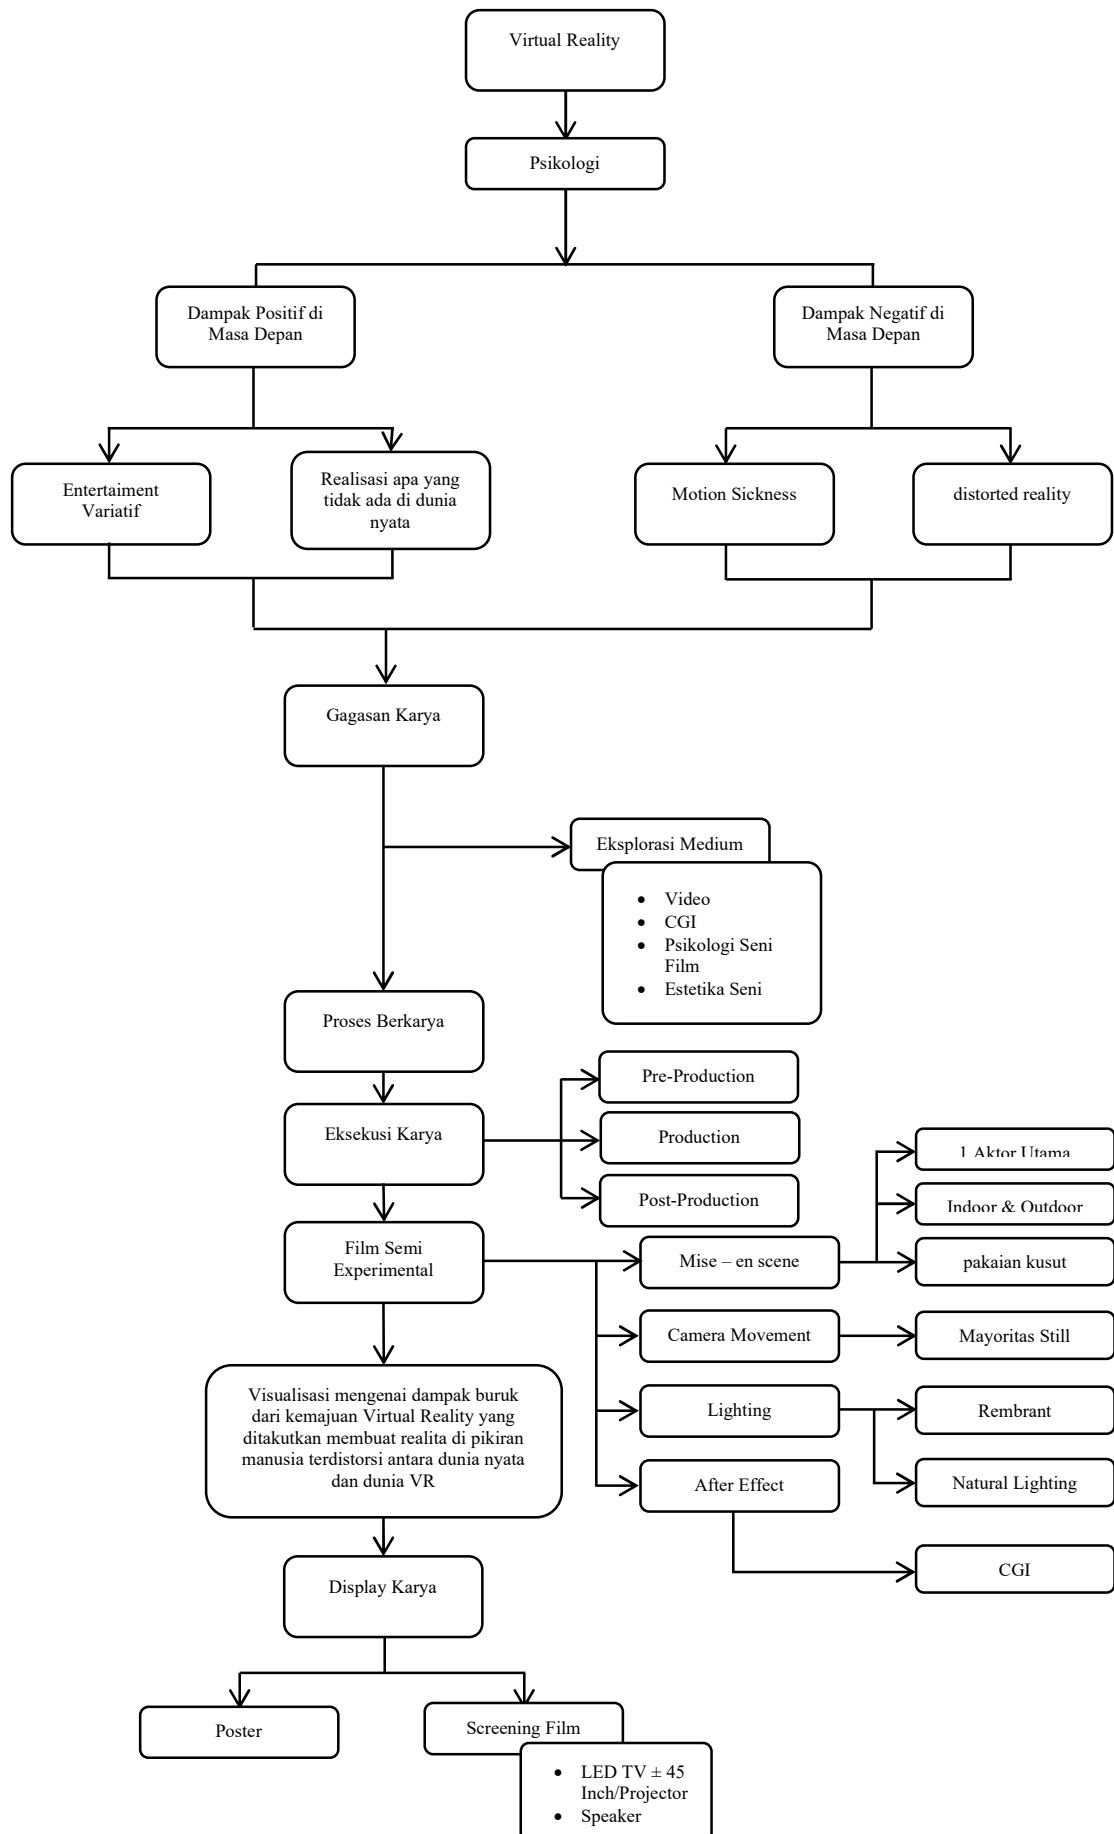 Virtual Reality
Psikologi
Dampak Positif di
Masa Depan
Dampak Negatif di
Masa Depan
Entertaiment
Variatif
Realisasi apa yang
tidak ada di dunia
nyata
Motion Sickness
distorted reality
Gagasan Karya
Eksplorasi Medium
• Video
• CGI
• Psikologi Seni
Film
• Estetika Seni
Proses Berkarya
Pre-Production
Eksekusi Karya
Production
Post-Production
1 Aktor Utama
Indoor & Outdoor
Film Semi
Experimental
Mise – en scene
pakaian kusut
Camera Movement
Mayoritas Still
Visualisasi mengenai dampak buruk
dari kemajuan Virtual Reality yang
ditakutkan membuat realita di pikiran
manusia terdistorsi antara dunia nyata
dan dunia VR
Lighting
Rembrant
After Effect
Natural Lighting
CGI
Display Karya
Poster
Screening Film
• LED TV ± 45
Inch/Projector
• Speaker